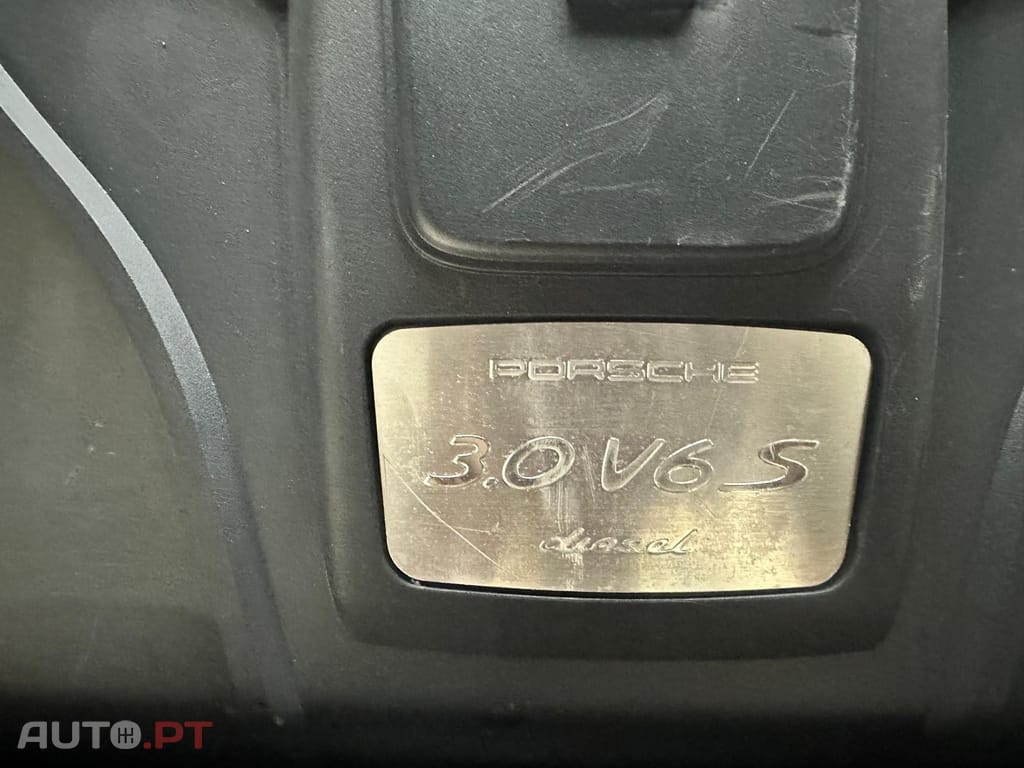 PORSCHE
3.0 V6 S
diesel
AUTO.PT